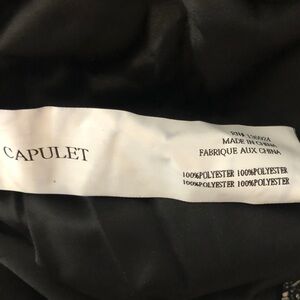 CAPULET
MADE IN CHINA
FABRIQUE AUX CHINA
100%POLYESTER 100%POLYESTER
100%POLYESTER 100%POLYESTER